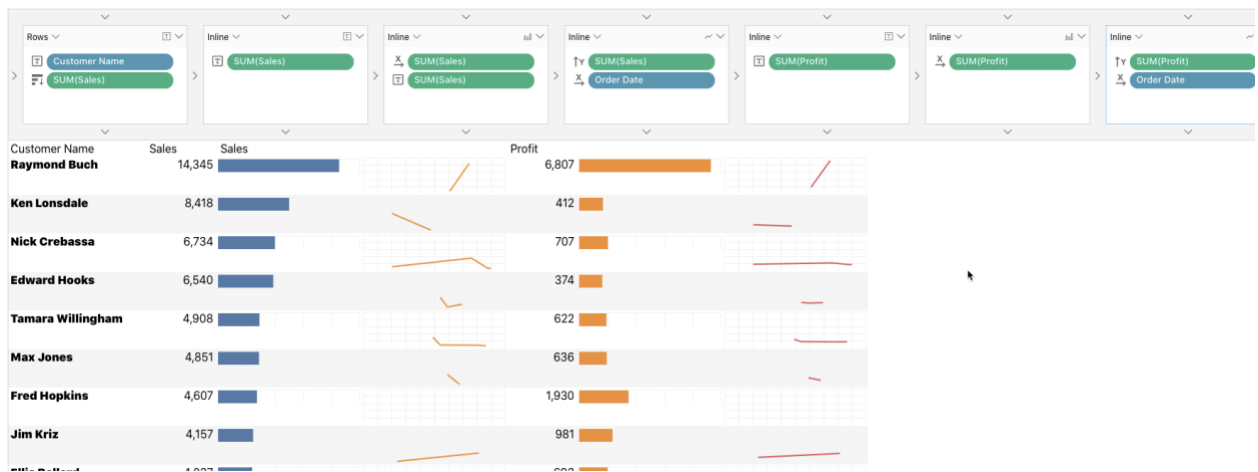 Rows Inline Inline Inline Inline Inline Inline
Customer Name SUM(Sales) SUM(Sales) SUM(Sales) SUM(Profit) SUM(Profit) SUM(Profit)
SUM(Sales) SUM(Sales) Order Date Order Date
Customer Name Sales Sales Profit
Raymond Buch 14,345 6,807
Ken Lonsdale 8,418 412
Nick Crebassa 6,734 707
Edward Hooks 6,540 374
Tamara Willingham 4,908 622
Max Jones 4,851 636
Fred Hopkins 4,607 1,930
Jim Kriz 4,157 981